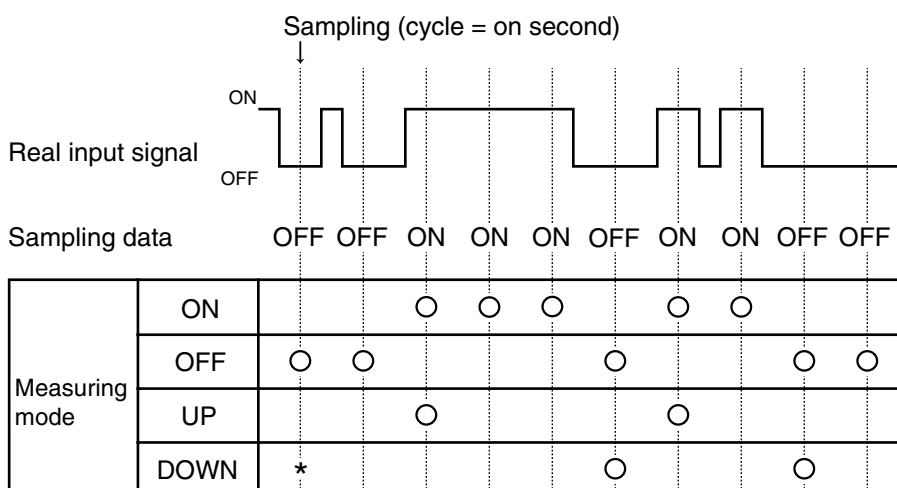 Sampling (cycle = on second)
ON
Real input signal
OFF
Sampling data OFF OFF ON ON ON OFF ON ON OFF OFF
Measuring mode
ON
OFF
UP
DOWN *